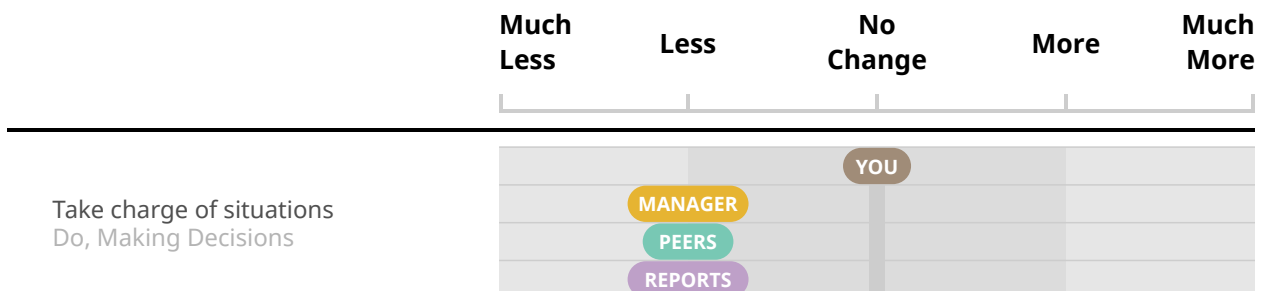 Much Less
Less
No Change
More
Much More
YOU
MANAGER
Take charge of situations
PEERS
Do, Making Decisions
REPORTS